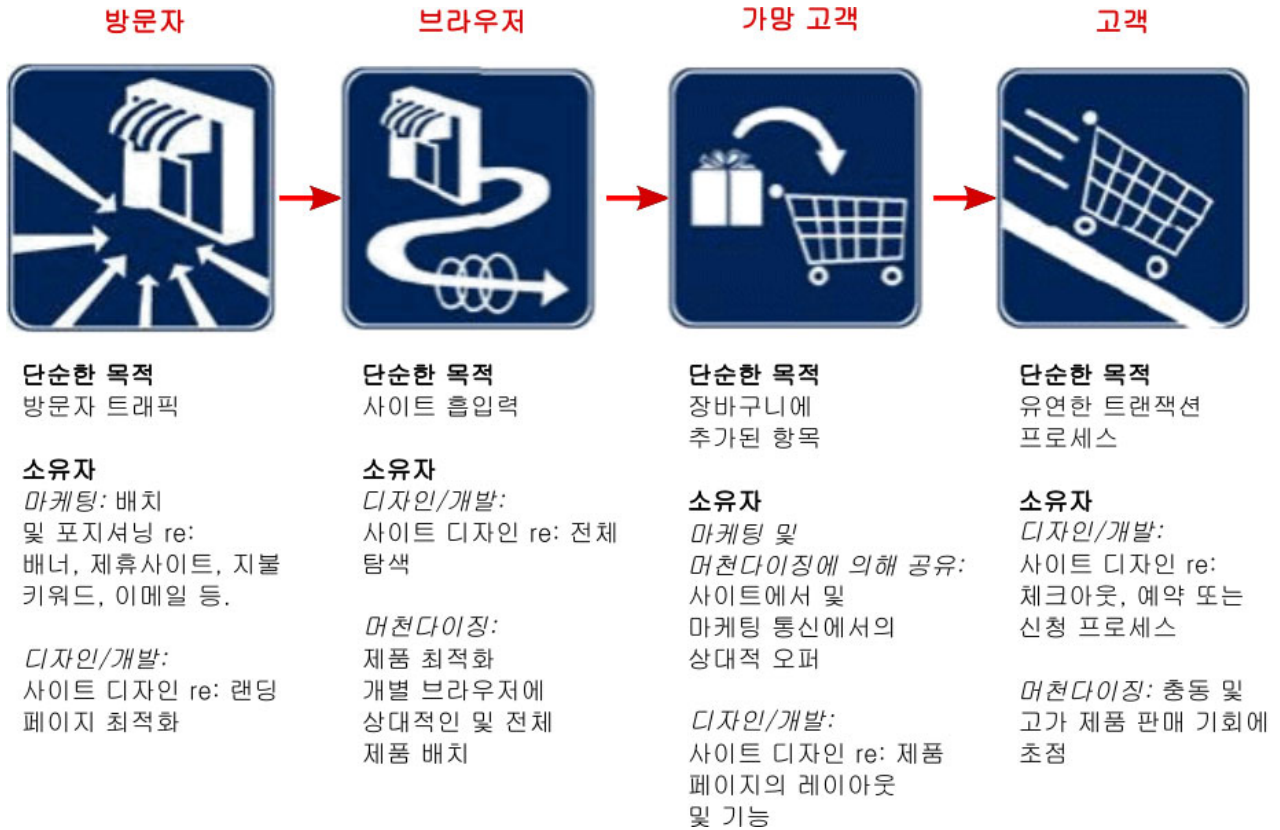 방문자
브라우저
가망 고객
고객
단순한 목적
방문자 트래픽
소유자
마케팅: 배치
및 포지셔닝 re:
배너, 제휴사이트, 지불
키워드, 이메일 등.
디자인/개발:
사이트 디자인 re: 랜딩
페이지 최적화
단순한 목적
사이트 흡입력
소유자
디자인/개발:
사이트 디자인 re: 전체
탐색
머천다이징:
제품 최적화
개별 브라우저에
상대적인 및 전체
제품 배치
단순한 목적
장바구니에
추가된 항목
소유자
마케팅 및
머천다이징에 의해 공유:
사이트에서 및
마케팅 통신에서의
상대적 오퍼
디자인/개발:
사이트 디자인 re: 제품
페이지의 레이아웃
및 기능
단순한 목적
유연한 트랜잭션
프로세스
소유자
디자인/개발:
사이트 디자인 re:
체크아웃, 예약 또는
신청 프로세스
머천다이징: 충동 및
고가 제품 판매 기회에
초점